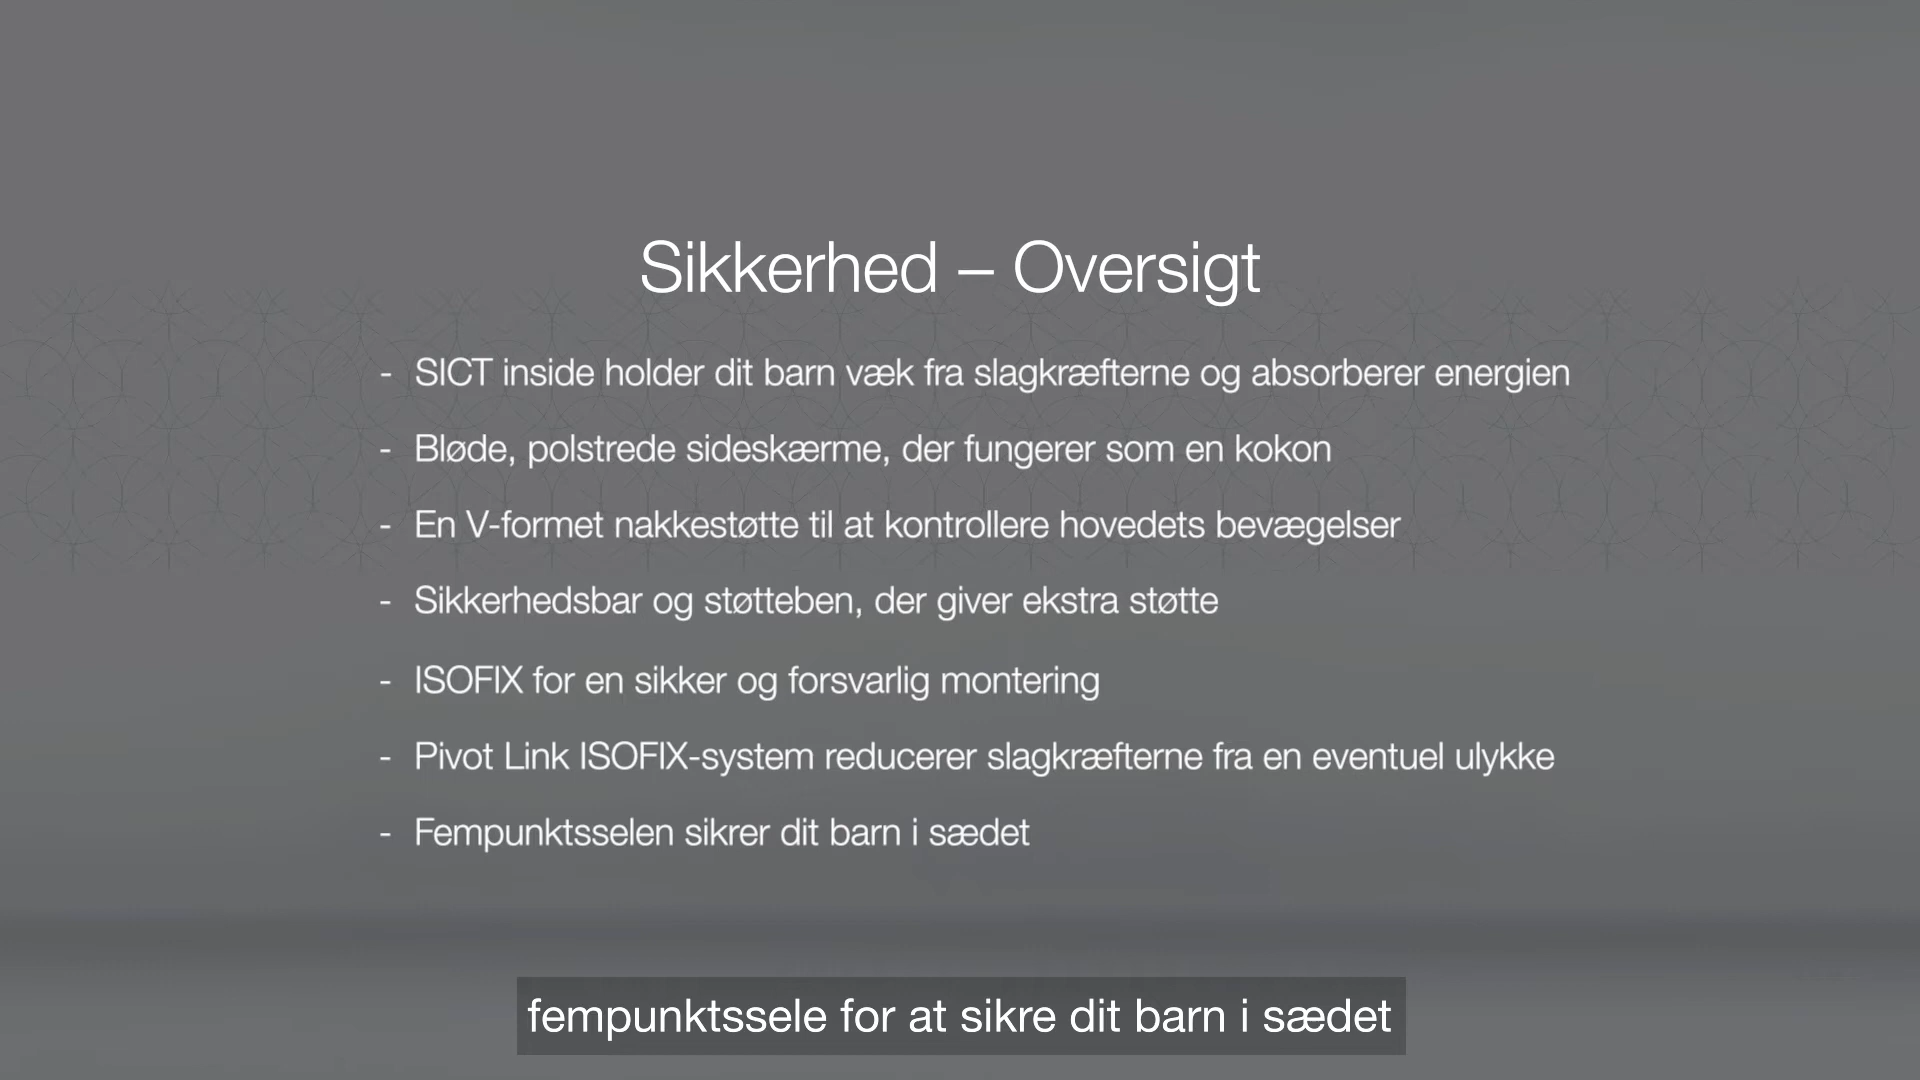 Sikkerhed – Oversigt
- SICT inside holder dit barn væk fra slagkræfterne og absorberer energien
- Bløde, polstrede sideskærme, der fungerer som en kokon
- En V-formet nakkestøtte til at kontrollere hovedets bevægelser
- Sikkerhedsbar og støtteben, der giver ekstra støtte
- ISOFIX for en sikker og forsvarlig montering
- Pivot Link ISOFIX-system reducerer slagkræfterne fra en eventuel ulykke
- Fempunktsselen sikrer dit barn i sædet
fempunktssele for at sikre dit barn i sædet